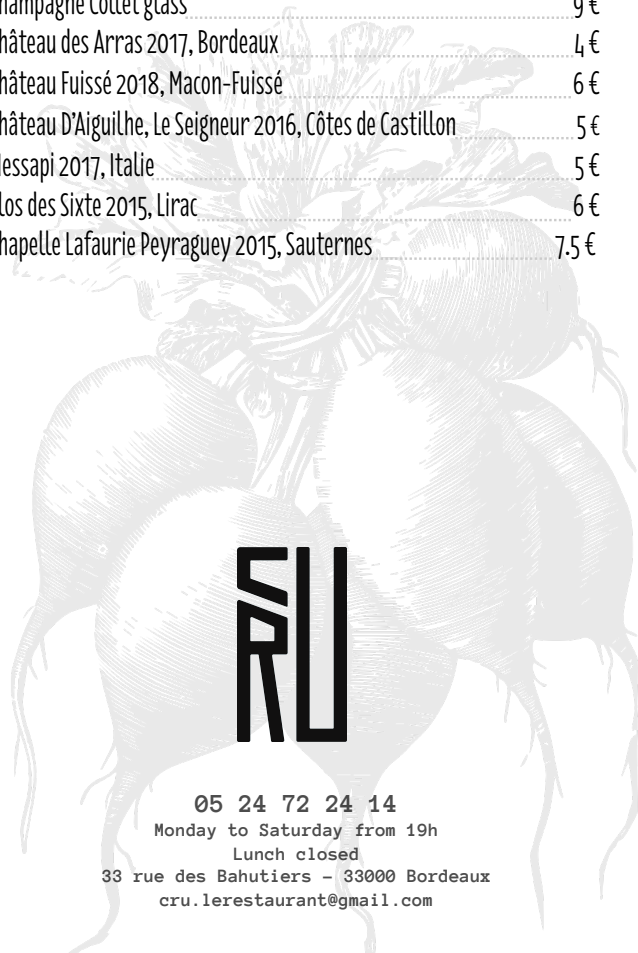 hampagne Collet glass 9 €
hâteau des Arras 2017, Bordeaux 4 €
hâteau Fuissé 2018, Macon-Fuissé 6 €
hâteau D'Aiguilhe, Le Seigneur 2016, Côtes de Castillon 5 €
lessapi 2017, Italie 5 €
los des Sixte 2015, Lirac 6 €
hapelle Lafaurie Peyraguey 2015, Sauternes 7.5 €
CRU
05 24 72 24 14
Monday to Saturday from 19h
Lunch closed
33 rue des Bahutiers – 33000 Bordeaux
cru.lerestaurant@gmail.com